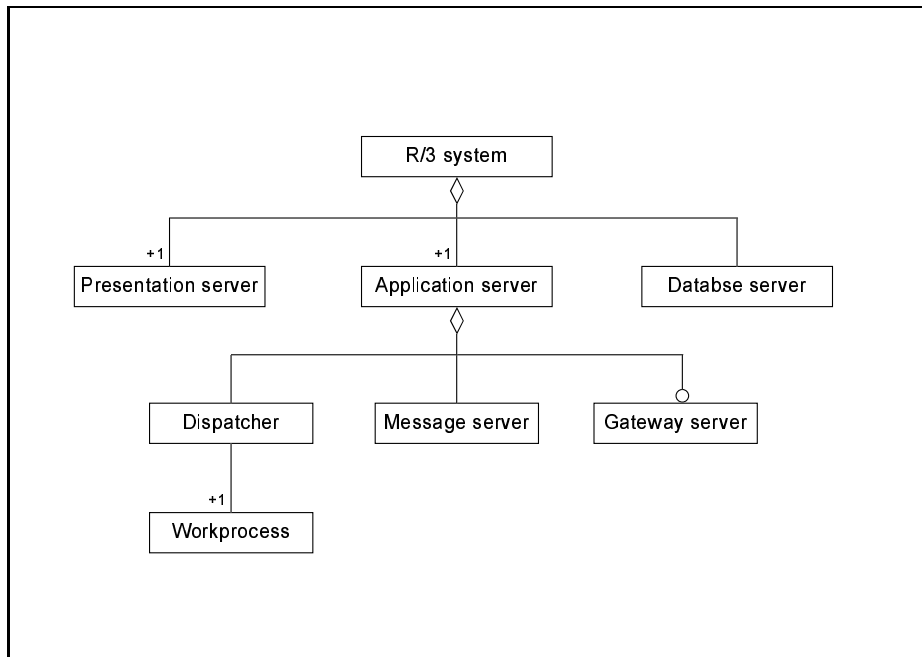 R/3 system
+1
+1
Presentation server
Application server
Databse server
Dispatcher
Message server
Gateway server
+1
Workprocess